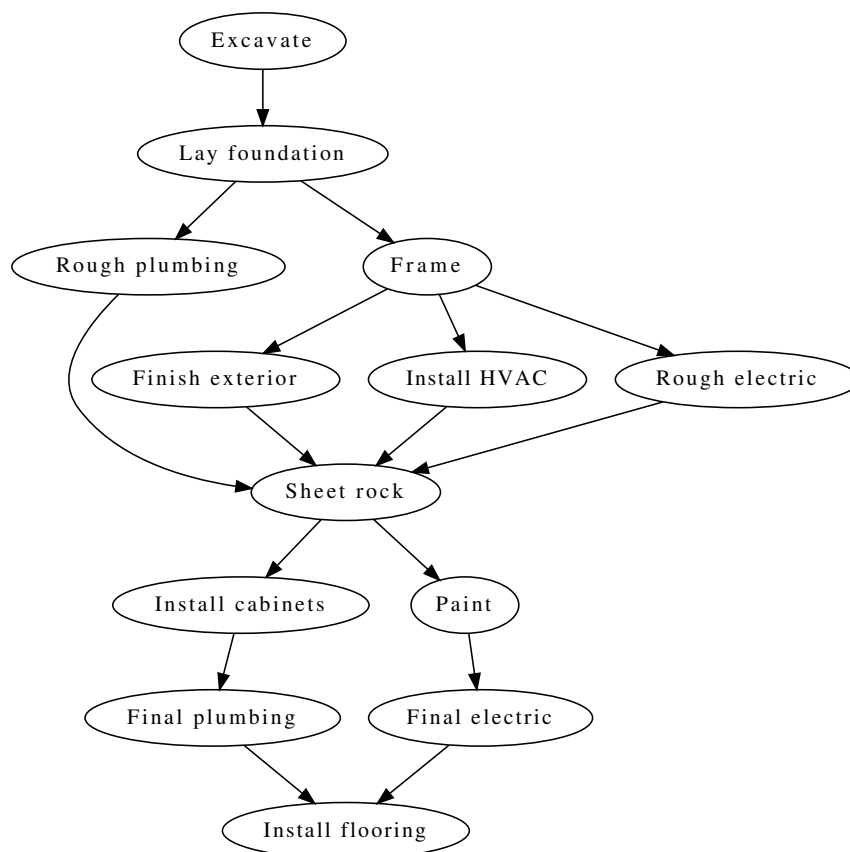 Excavate
Lay foundation
Rough plumbing
Frame
Finish exterior
Install HVAC
Rough electric
Sheet rock
Install cabinets
Paint
Final plumbing
Final electric
Install flooring